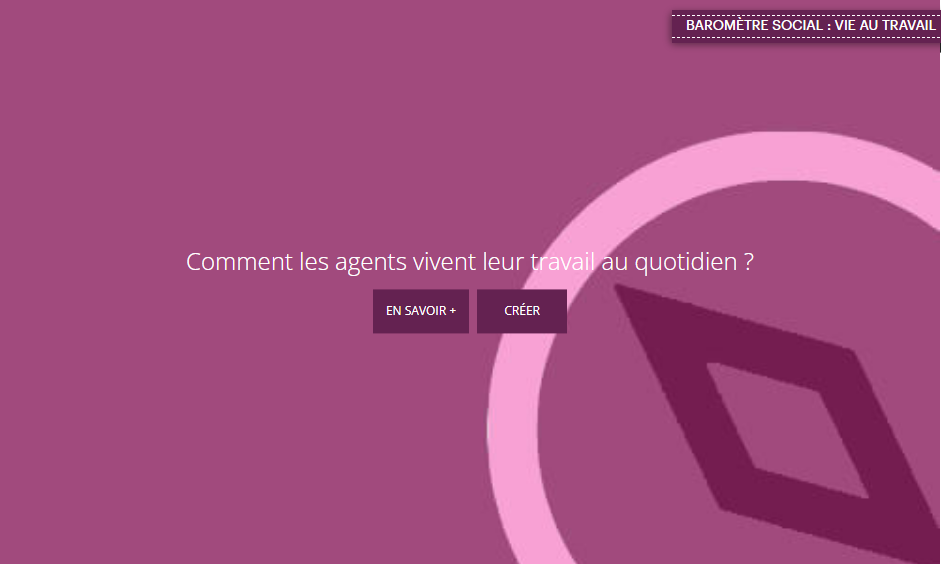 BAROMÈTRE SOCIAL : VIE AU TRAVAIL
Comment les agents vivent leur travail au quotidien ?
EN SAVOIR +
CRÉER